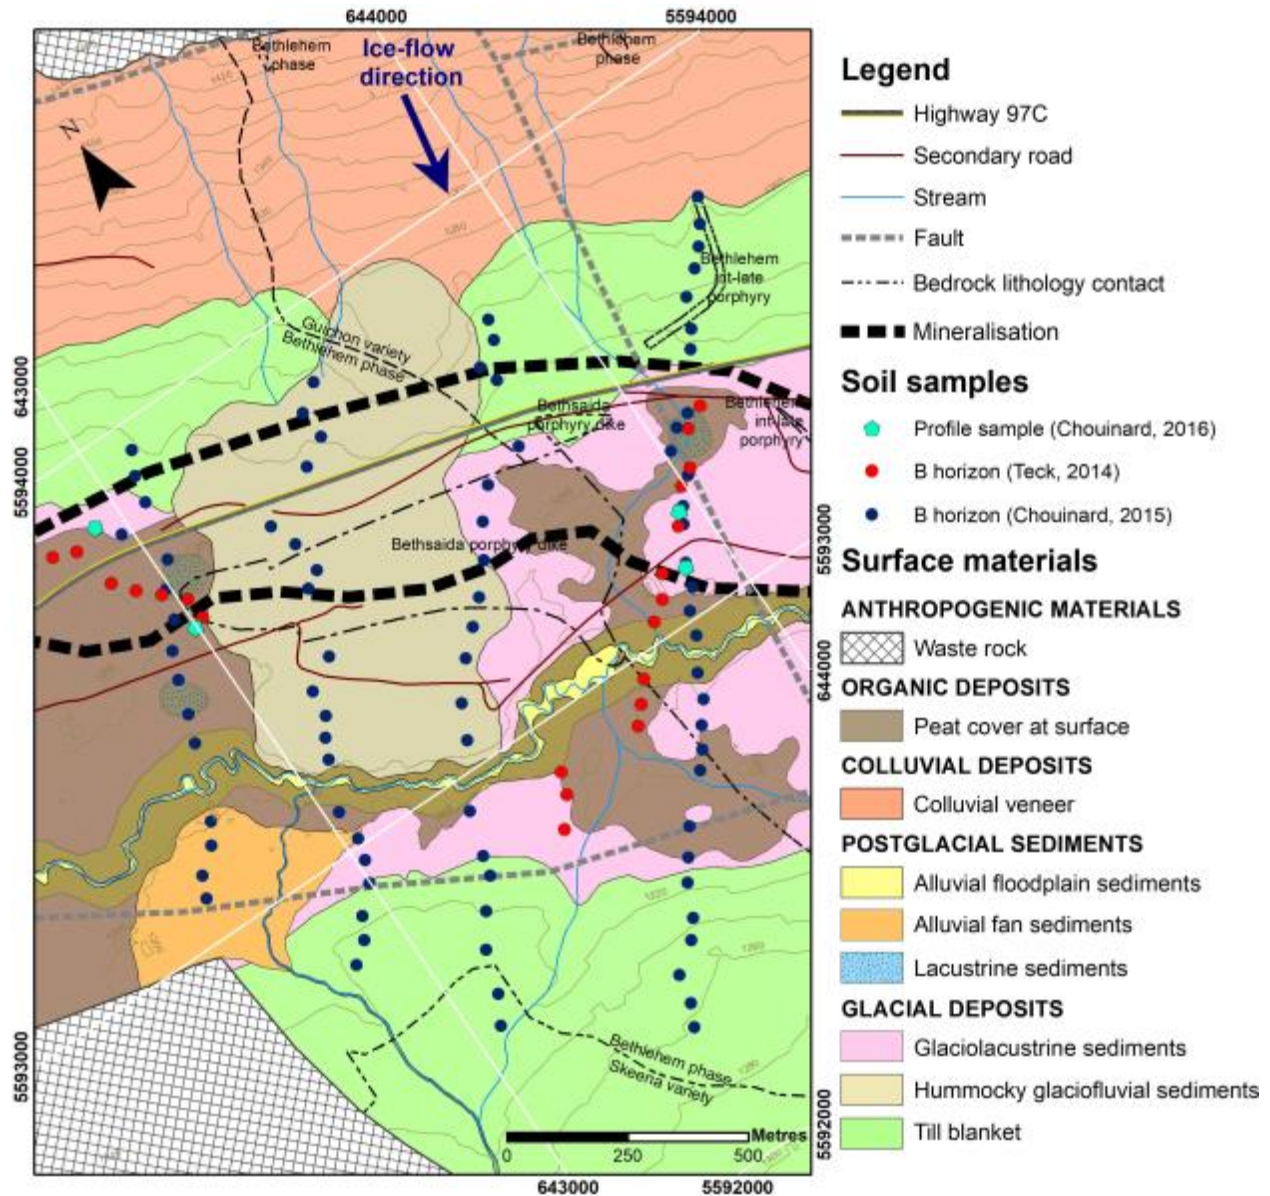 644000
5594000
Bethlehem
phase
Ice-flow
direction
Bethlehem
phase
N
Bethlehem
int-late
porphyry
Guichon variety
Bethlehem phase
643000
Bethsaida
porphyry dike
Bethlehem
int-late
porphyry
5594000
Bethsaida porphyry dike
5593000
644000
Bethlehem phase
Skeena variety
5593000
5592000
Metres
0
250
500
643000
5592000
Legend
Highway 97C
Secondary road
Stream
Fault
Bedrock lithology contact
Mineralisation
Soil samples
Profile sample (Chouinard, 2016)
B horizon (Teck, 2014)
B horizon (Chouinard, 2015)
Surface materials
ANTHROPOGENIC MATERIALS
Waste rock
ORGANIC DEPOSITS
Peat cover at surface
COLLUVIAL DEPOSITS
Colluvial veneer
POSTGLACIAL SEDIMENTS
Alluvial floodplain sediments
Alluvial fan sediments
Lacustrine sediments
GLACIAL DEPOSITS
Glaciolacustrine sediments
Hummocky glaciofluvial sediments
Till blanket